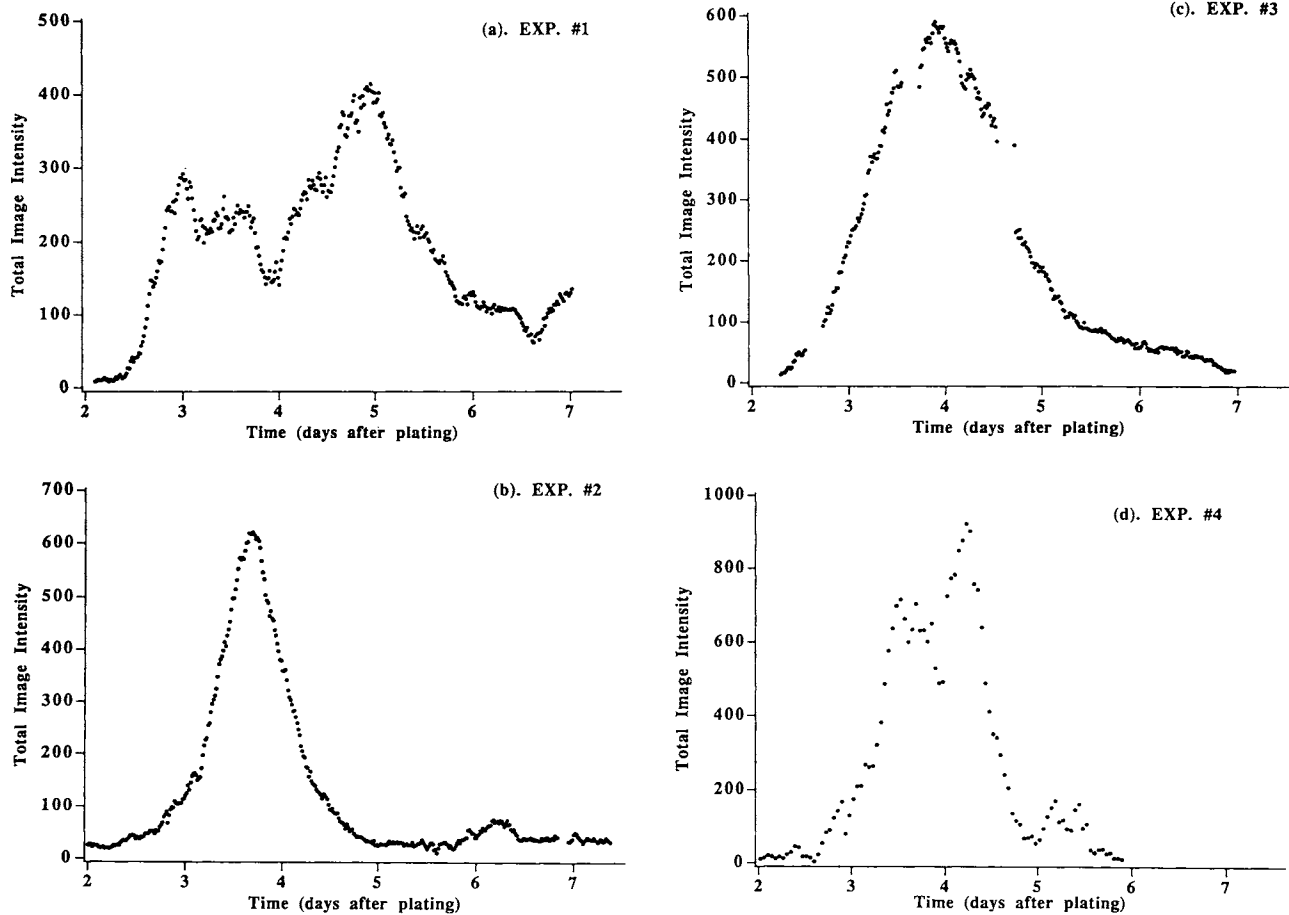 (a). EXP. #1
Total Image Intensity
500
400
300
200
100
0
2 3 4 5 6 7
Time (days after plating)
(c). EXP. #3
Total Image Intensity
600
500
400
300
200
100
0
2 3 4 5 6 7
Time (days after plating)
(b). EXP. #2
Total Image Intensity
700
600
500
400
300
200
100
0
2 3 4 5 6 7
Time (days after plating)
(d). EXP. #4
Total Image Intensity
1000
800
600
400
200
0
2 3 4 5 6 7
Time (days after plating)